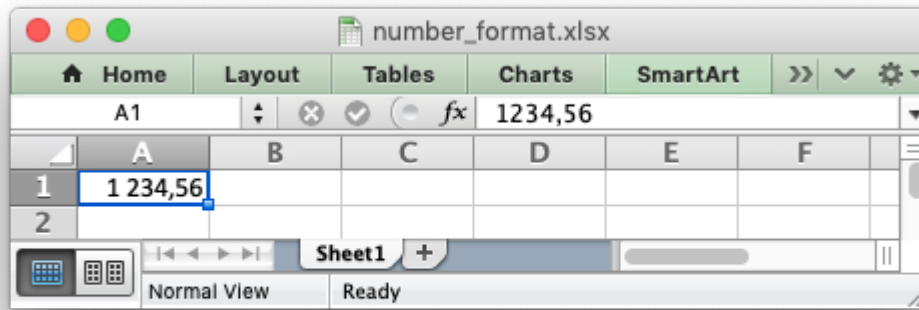 number_format.xlsx
Home Layout Tables Charts SmartArt
A1 fx 1234,56
A B C D E F
1 1 234,56
2
Sheet1 +
Normal View Ready